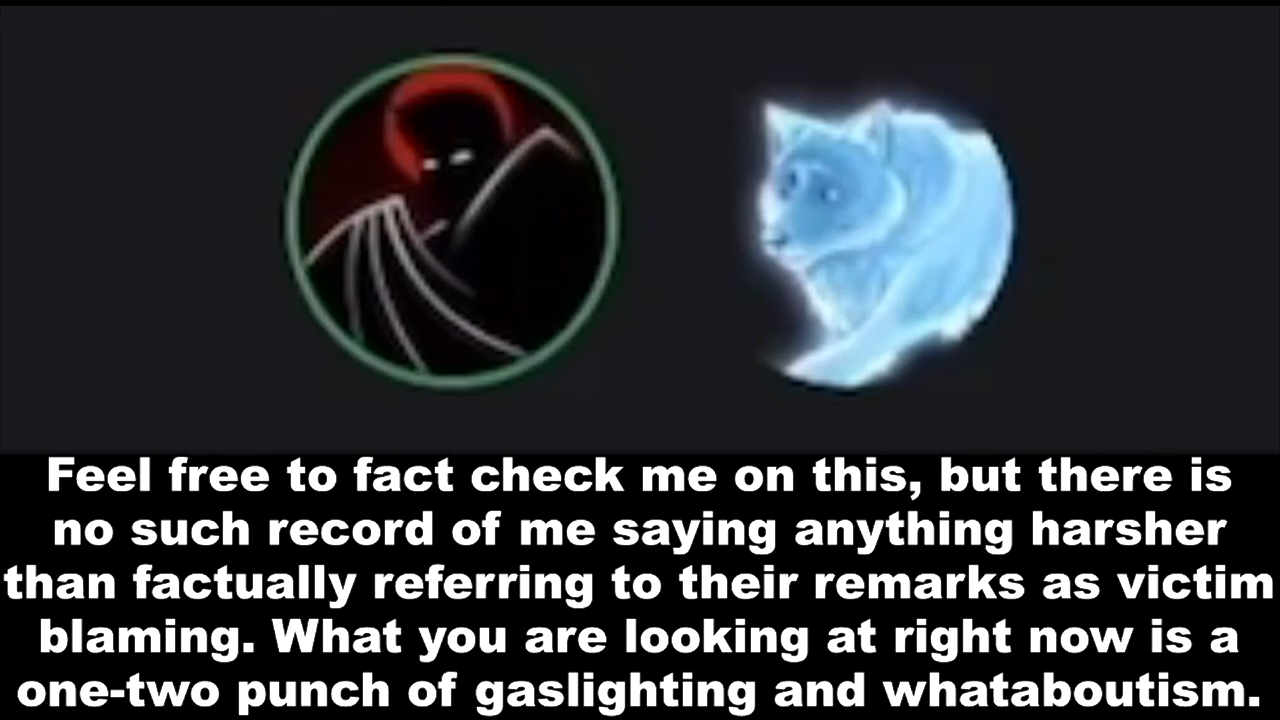 Feel free to fact check me on this, but there is
no such record of me saying anything harsher
than factually referring to their remarks as victim
blaming. What you are looking at right now is a
one-two punch of gaslighting and whataboutism.